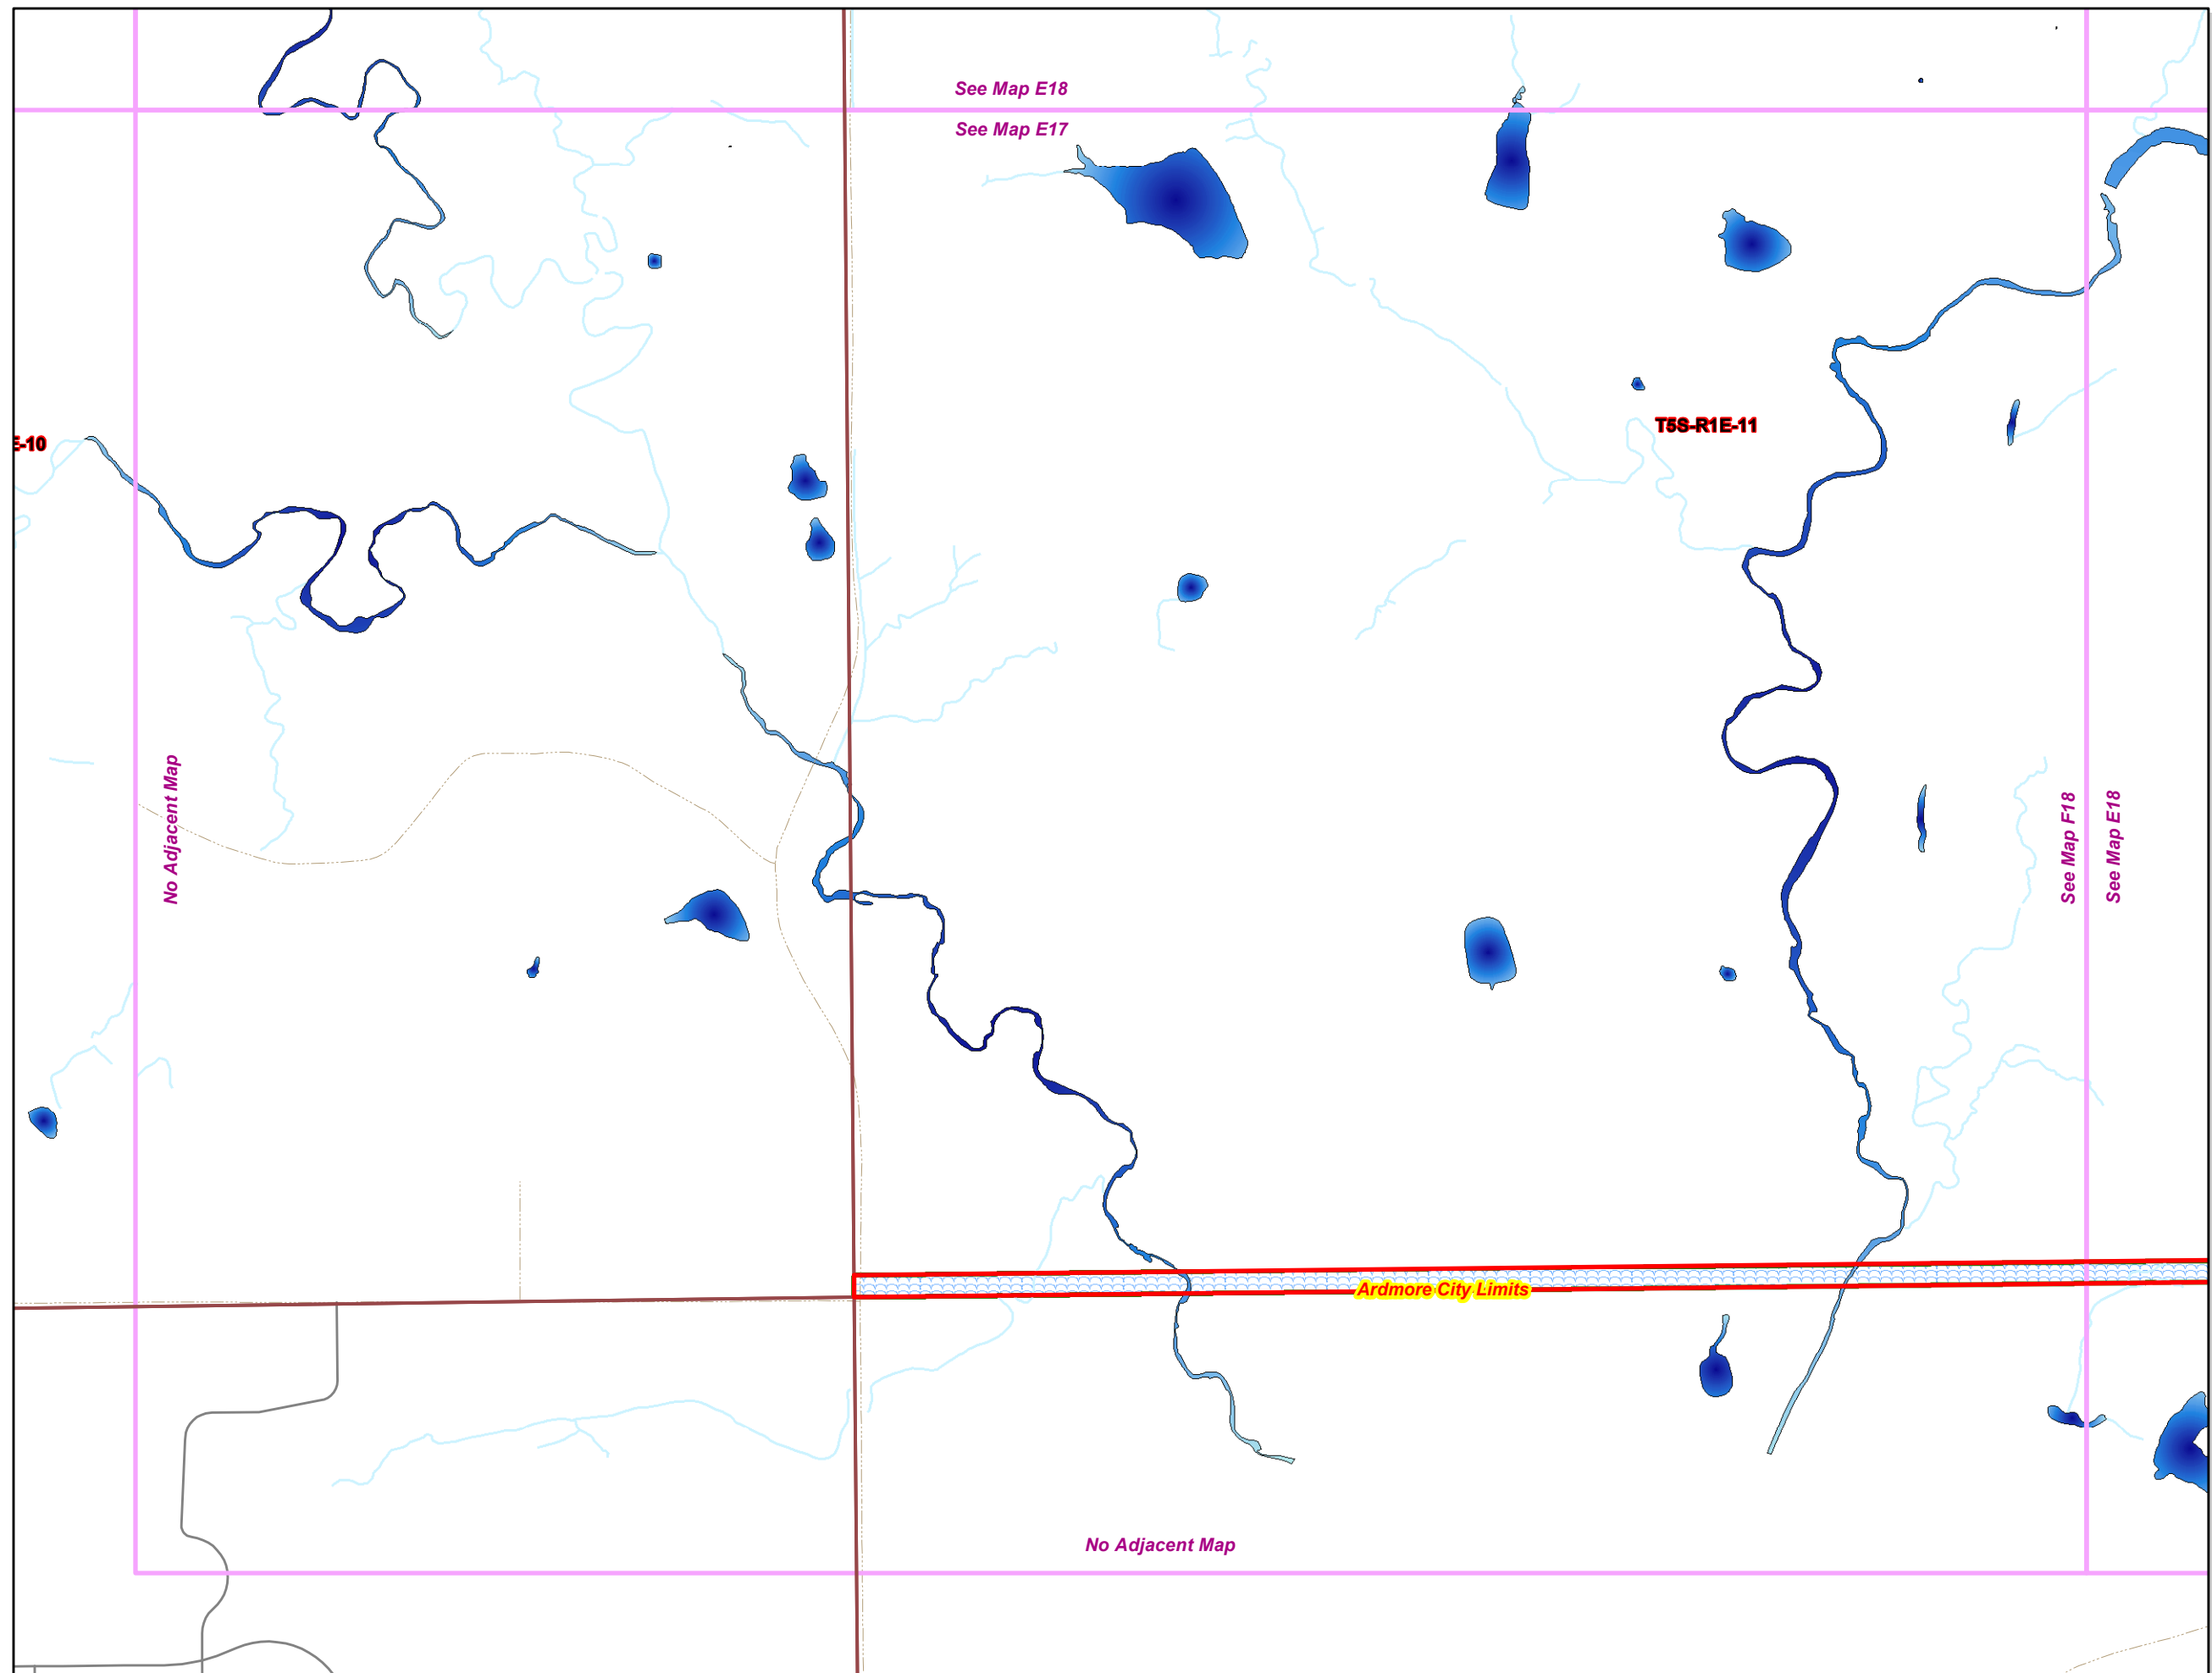 See Map E18
See Map E17
T5S-R1E-11
E-10
No Adjacent Map
See Map F18
See Map E18
Ardmore City Limits
No Adjacent Map